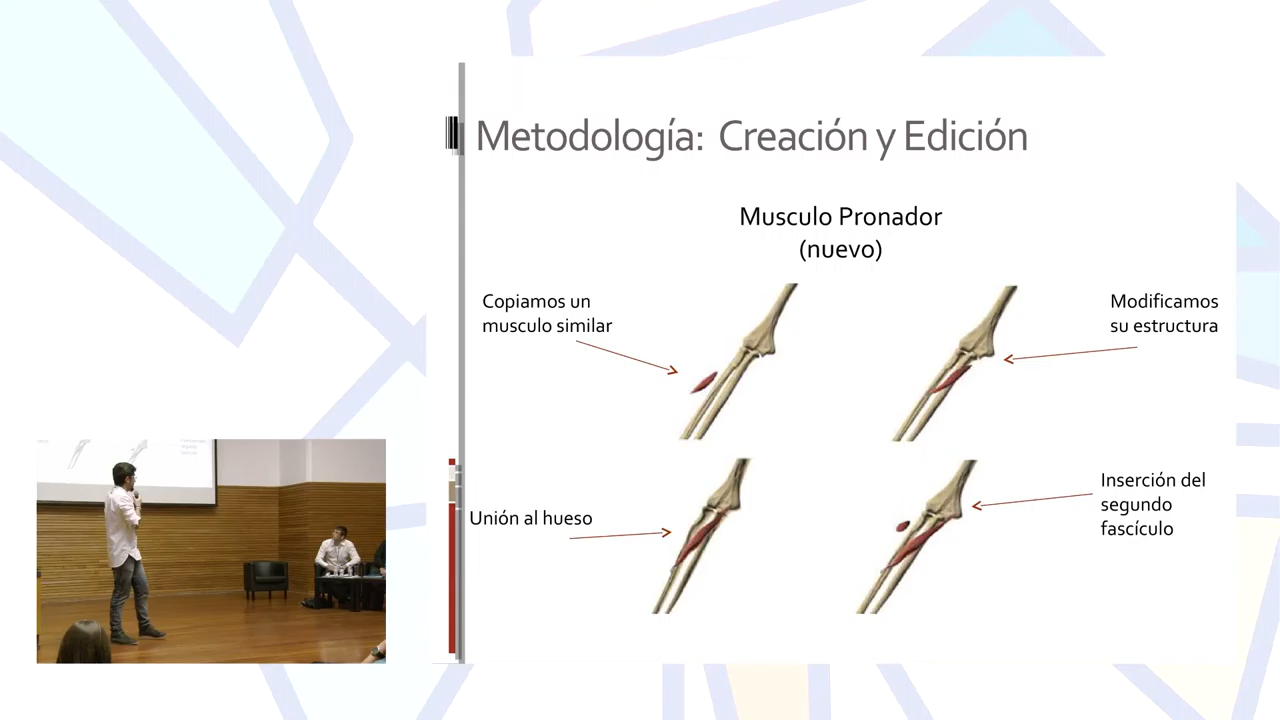 Metodología: Creación y Edición
Musculo Pronador
(nuevo)
Copiamos un
musculo similar
Modificamos
su estructura
Unión al hueso
Inserción del
segundo
fascículo